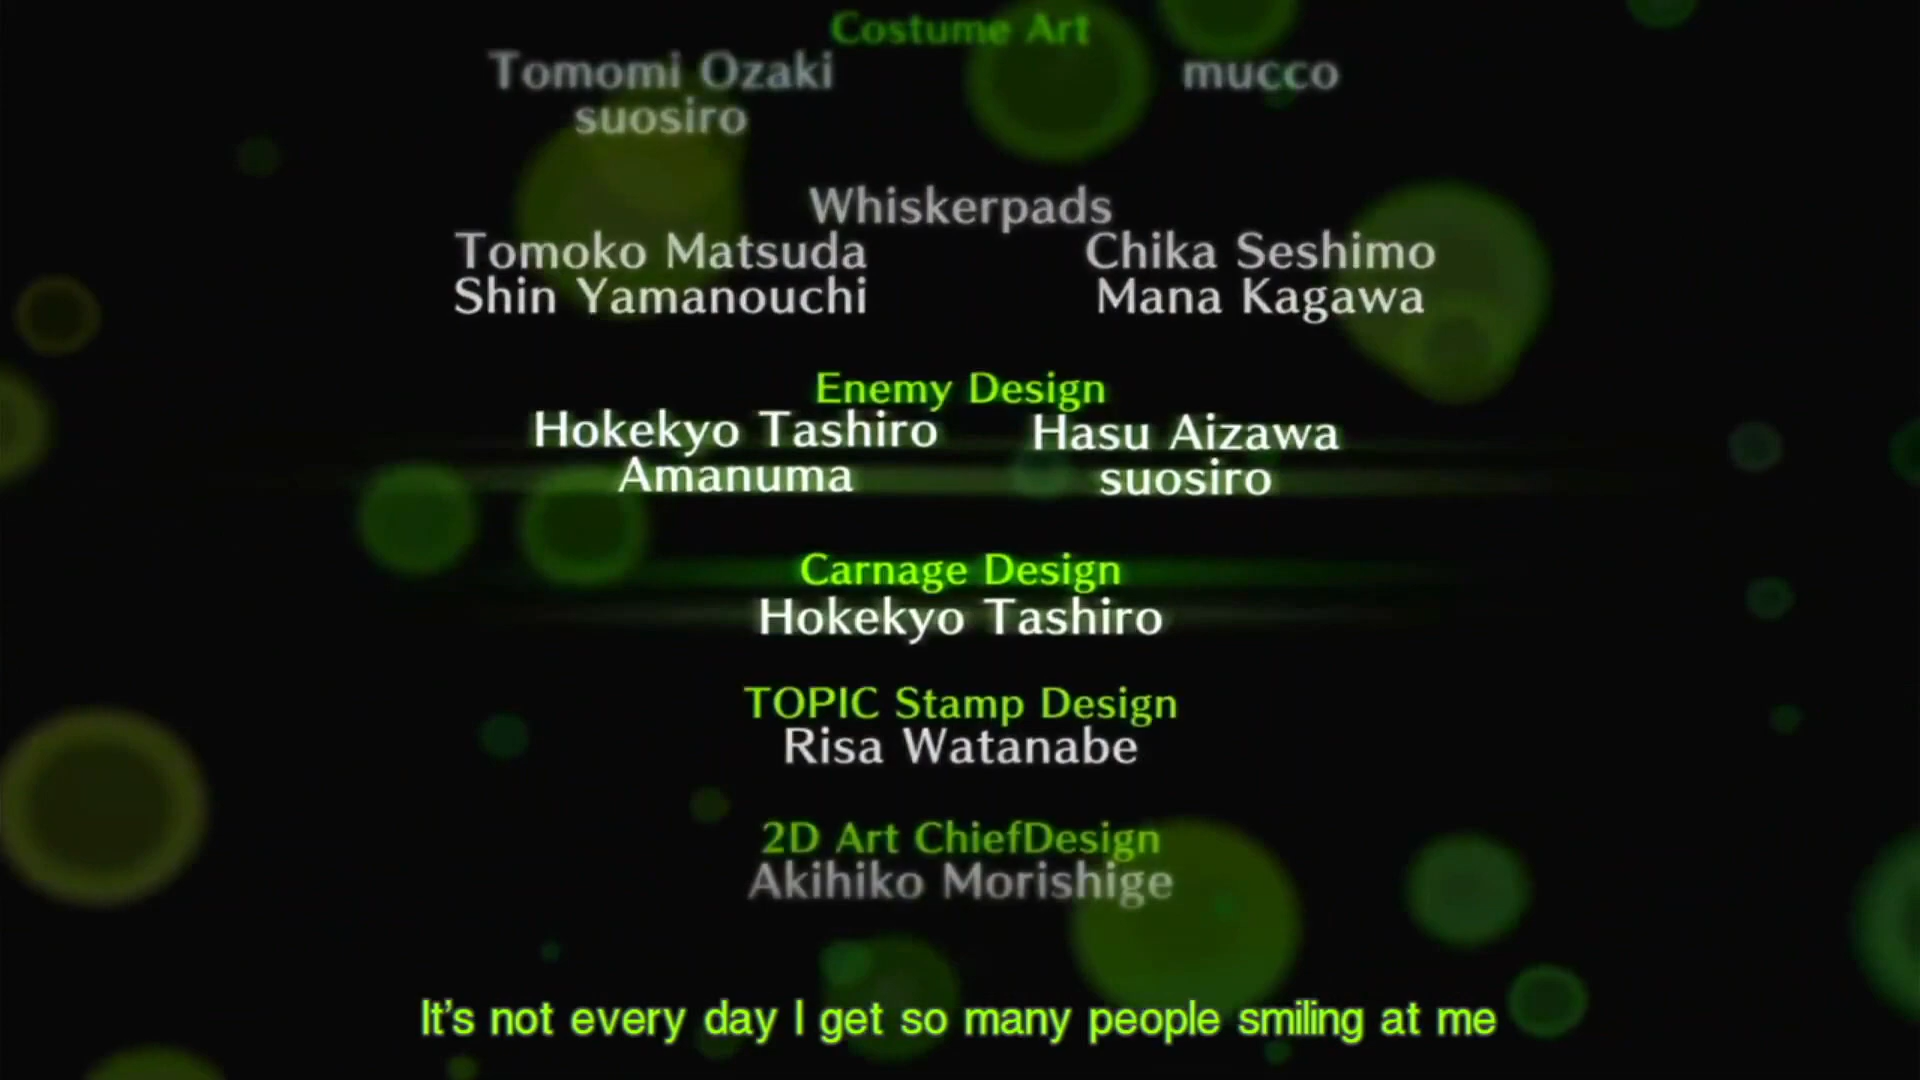 Costume Art
Tomomi Ozaki mucco
suosiro
Whiskerpads
Tomoko Matsuda Chika Seshimo
Shin Yamanouchi Mana Kagawa
Enemy Design
Hokekyo Tashiro Hasu Aizawa
Amanuma suosiro
Carnage Design
Hokekyo Tashiro
TOPIC Stamp Design
Risa Watanabe
2D Art ChiefDesign
Akihiko Morishige
It's not every day I get so many people smiling at me